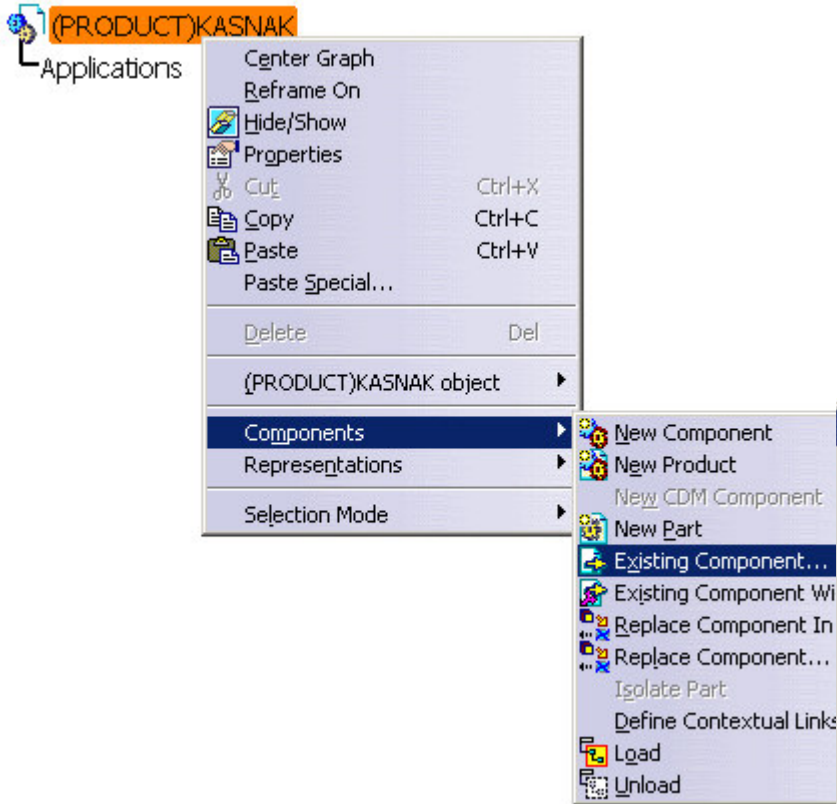 (PRODUCT)KASNAK
Applications
Center Graph
Reframe On
Hide/Show
Properties
Cut Ctrl+X
Copy Ctrl+C
Paste Ctrl+V
Paste Special...
Delete Del
(PRODUCT)KASNAK object
Components
Representations
Selection Mode
New Component
New Product
New CDM Component
New Part
Existing Component...
Existing Component Wi
Replace Component In
Replace Component...
Isolate Part
Define Contextual Links
Load
Unload